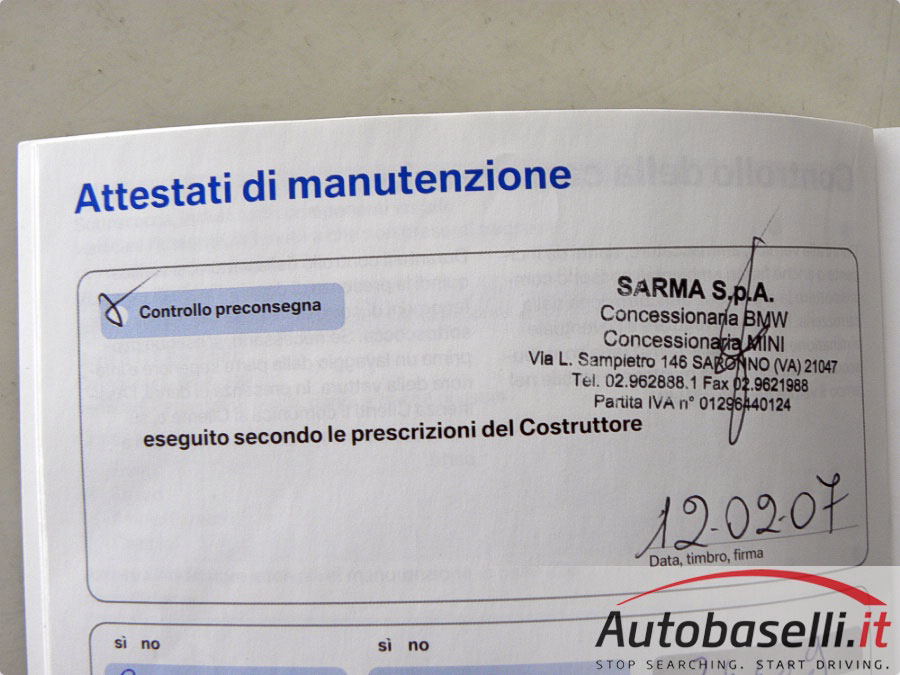 Attestati di manutenzione
Controllo preconsegna
SARMA S.p.A.
Concessionaria BMW
Concessionaria MINI
Via L. Sampietro 146 SARONNO (VA) 21047
Tel. 02.962888.1 Fax 02.9621988
Partita IVA n° 01296440124
eseguito secondo le prescrizioni del Costruttore
12-02-07
Data, timbro, firma
sì no sì no
Autobaselli.it
STOP SEARCHING. START DRIVING.